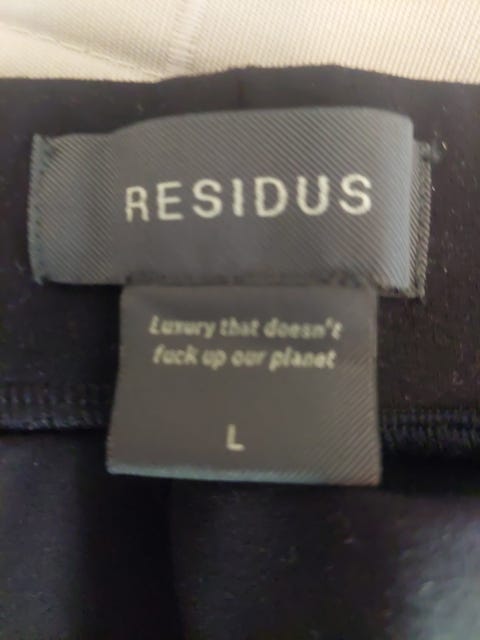 RESIDUS
Luxury that doesn't
fuck up our planet
L